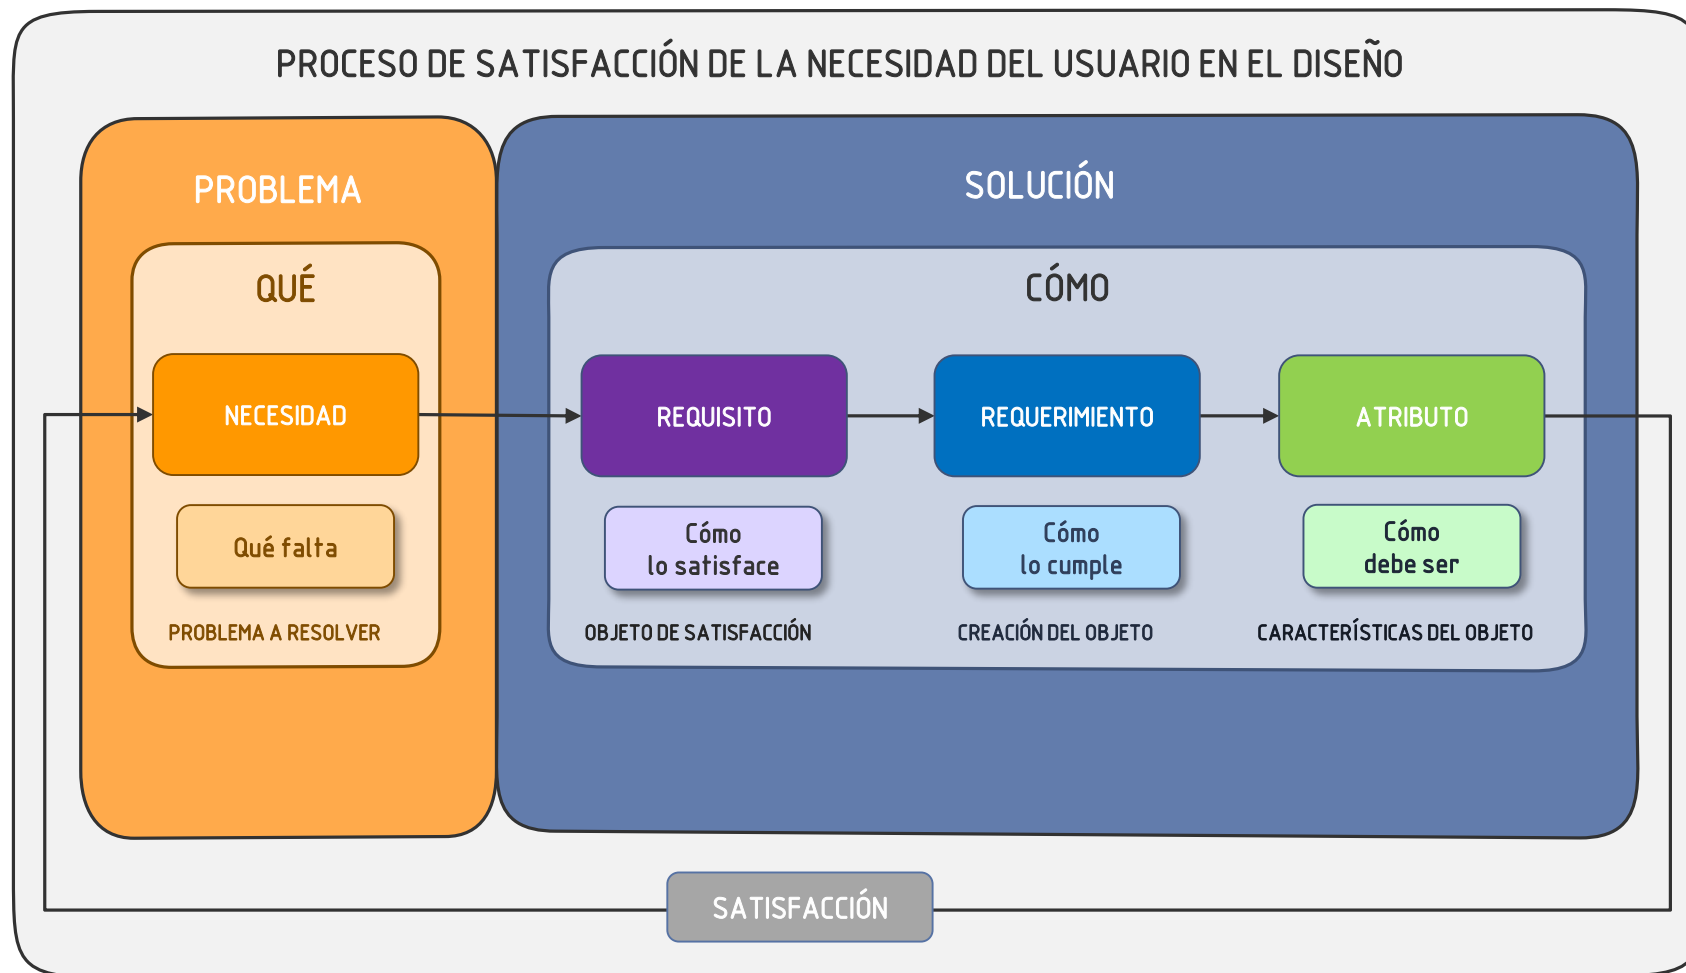 PROCESO DE SATISFACCIÓN DE LA NECESIDAD DEL USUARIO EN EL DISEÑO
PROBLEMA
QUÉ
NECESIDAD
Qué falta
PROBLEMA A RESOLVER
SOLUCIÓN
CÓMO
REQUISITO
Cómo
lo satisface
OBJETO DE SATISFACCIÓN
REQUERIMIENTO
Cómo
lo cumple
CREACIÓN DEL OBJETO
ATRIBUTO
Cómo
debe ser
CARACTERÍSTICAS DEL OBJETO
SATISFACCIÓN